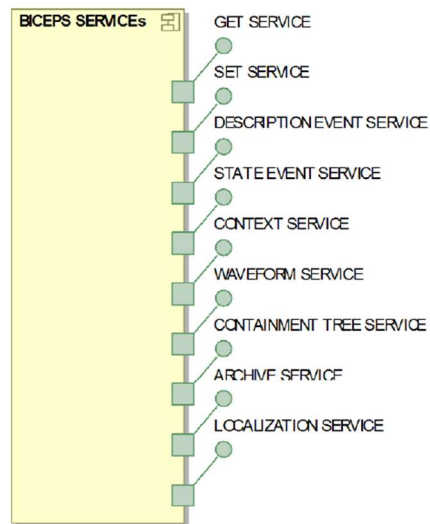 BICEPS SERVICEs
GET SERVICE
SET SERVICE
DESCRIPTION EVENT SERVICE
STATE EVENT SERVICE
CONTEXT SERVICE
WAVEFORM SERVICE
CONTAINMENT TREE SERVICE
ARCHIVE SERVICE
LOCALIZATION SERVICE